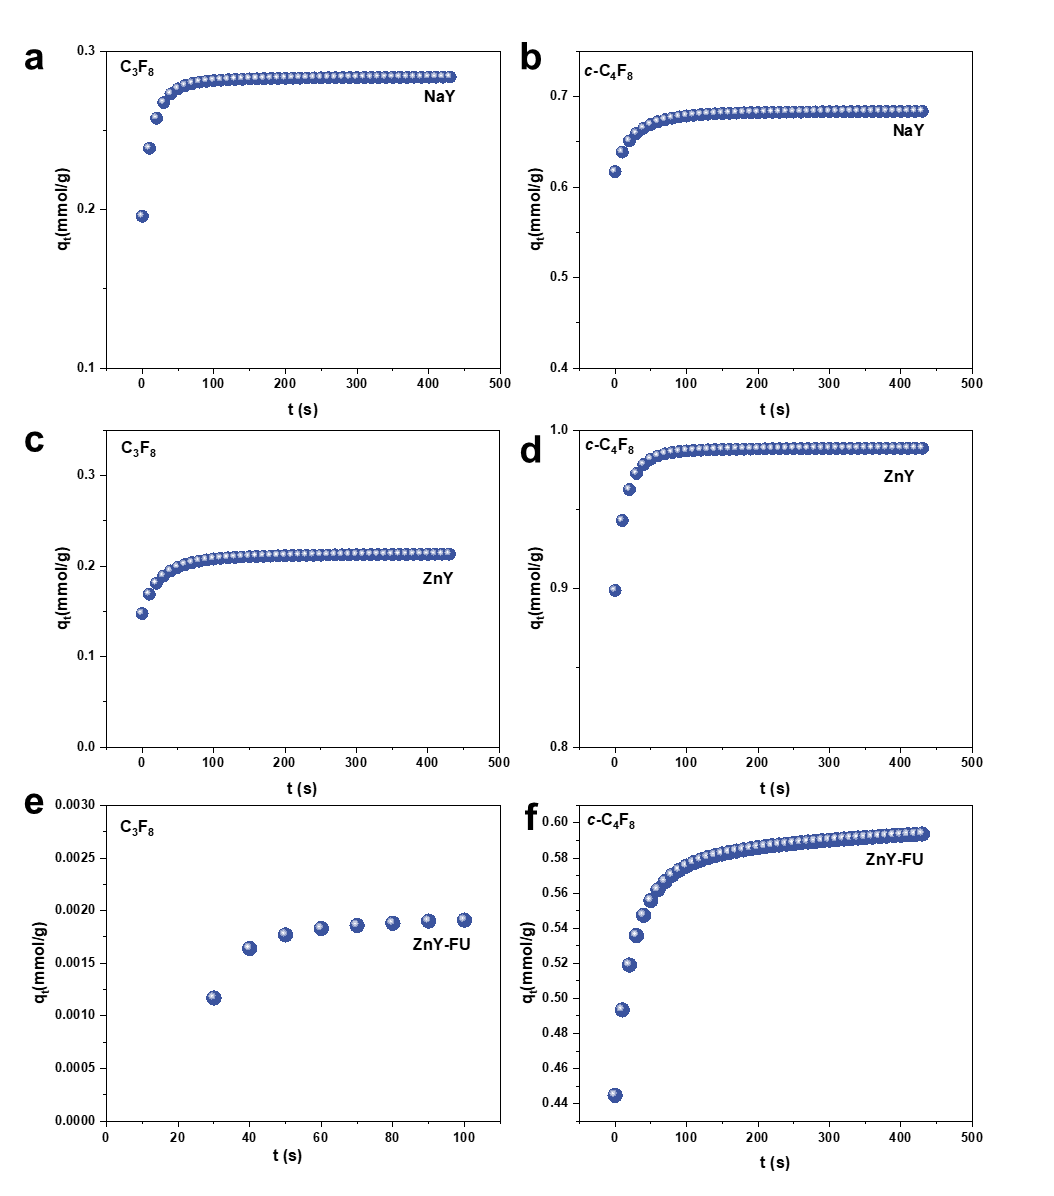 a
C3F8
NaY
0.3
0.2
0.1
qt(mmol/g)
0 100 200 300 400 500
t (s)
b
c-C4F8
NaY
0.7
0.6
0.5
0.4
qt(mmol/g)
0 100 200 300 400 500
t (s)
c
C3F8
ZnY
0.3
0.2
0.1
0.0
qt(mmol/g)
0 100 200 300 400 500
t (s)
d
c-C4F8
ZnY
1.0
0.9
0.8
qt(mmol/g)
0 100 200 300 400 500
t (s)
e
C3F8
ZnY-FU
0.0030
0.0025
0.0020
0.0015
0.0010
0.0005
0.0000
qt(mmol/g)
0 20 40 60 80 100
t (s)
f
c-C4F8
ZnY-FU
0.60
0.58
0.56
0.54
0.52
0.50
0.48
0.46
0.44
qt(mmol/g)
0 100 200 300 400 500
t (s)